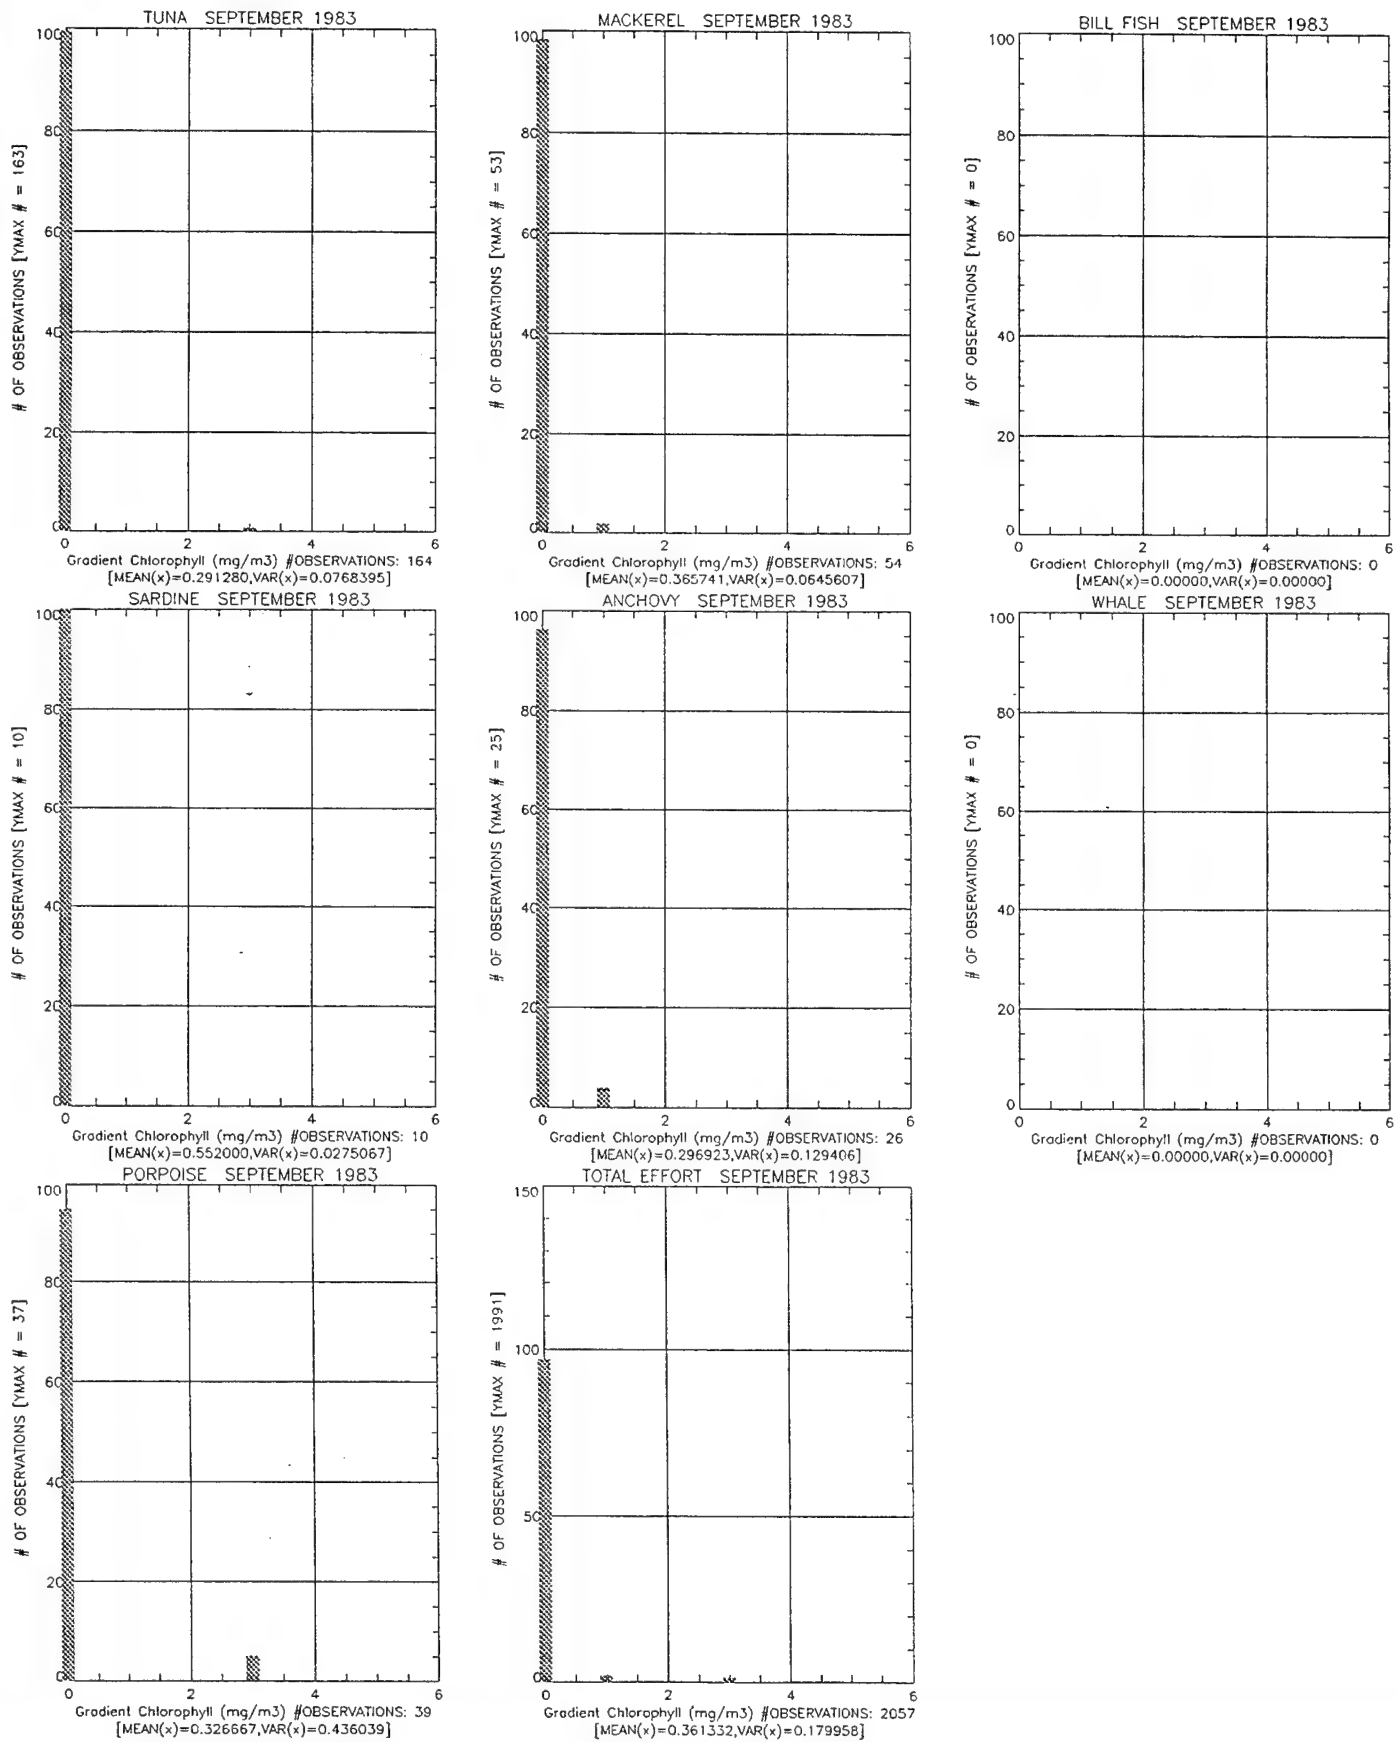 TUNA SEPTEMBER 1983
100
80
60
40
20
0
# OF OBSERVATIONS [YMAX # = 163]
0 2 4 6
Gradient Chlorophyll (mg/m3) #OBSERVATIONS: 164
[MEAN(x)=0.291280,VAR(x)=0.0768395]
MACKEREL SEPTEMBER 1983
100
80
60
40
20
0
# OF OBSERVATIONS [YMAX # = 53]
0 2 4 6
Gradient Chlorophyll (mg/m3) #OBSERVATIONS: 54
[MEAN(x)=0.365741,VAR(x)=0.0645607]
BILL FISH SEPTEMBER 1983
100
80
60
40
20
0
# OF OBSERVATIONS [YMAX # = 0]
2 4 6
Gradient Chlorophyll (mg/m3) #OBSERVATIONS: 0
[MEAN(x)=0.00000,VAR(x)=0.00000]
SARDINE SEPTEMBER 1983
100
80
60
40
20
0
# OF OBSERVATIONS [YMAX # = 10]
0 2 4 6
Gradient Chlorophyll (mg/m3) #OBSERVATIONS: 10
[MEAN(x)=0.552000,VAR(x)=0.0275067]
ANCHOVY SEPTEMBER 1983
100
80
60
40
20
0
# OF OBSERVATIONS [YMAX # = 25]
0 2 4 6
Gradient Chlorophyll (mg/m3) #OBSERVATIONS: 26
[MEAN(x)=0.296923,VAR(x)=0.129406]
WHALE SEPTEMBER 1983
100
80
60
40
20
0
# OF OBSERVATIONS [YMAX # = 0]
0 2 4 6
Gradient Chlorophyll (mg/m3) #OBSERVATIONS: 0
[MEAN(x)=0.00000,VAR(x)=0.00000]
PORPOISE SEPTEMBER 1983
100
80
60
40
20
0
# OF OBSERVATIONS [YMAX # = 37]
0 2 4 6
Gradient Chlorophyll (mg/m3) #OBSERVATIONS: 39
[MEAN(x)=0.326667,VAR(x)=0.436039]
TOTAL EFFORT SEPTEMBER 1983
150
100
50
0
# OF OBSERVATIONS [YMAX # = 1991]
0 2 4 6
Gradient Chlorophyll (mg/m3) #OBSERVATIONS: 2057
[MEAN(x)=0.361332,VAR(x)=0.179958]